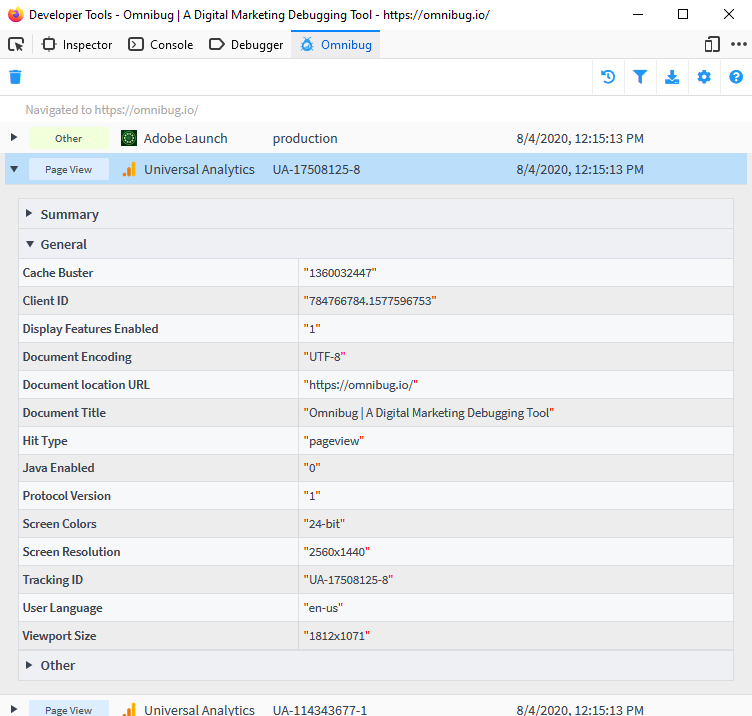 Developer Tools - Omnibug | A Digital Marketing Debugging Tool - https://omnibug.io/
Inspector Console Debugger Omnibug
Navigated to https://omnibug.io/
Other Adobe Launch production 8/4/2020, 12:15:13 PM
Page View Universal Analytics UA-17508125-8 8/4/2020, 12:15:13 PM
Summary
General
Cache Buster "1360032447"
Client ID "784766784.1577596753"
Display Features Enabled "1"
Document Encoding "UTF-8"
Document location URL "https://omnibug.io/"
Document Title "Omnibug | A Digital Marketing Debugging Tool"
Hit Type "pageview"
Java Enabled "0"
Protocol Version "1"
Screen Colors "24-bit"
Screen Resolution "2560x1440"
Tracking ID "UA-17508125-8"
User Language "en-us"
Viewport Size "1812x1071"
Other
Page View Universal Analytics UA-114343677-1 8/4/2020, 12:15:13 PM